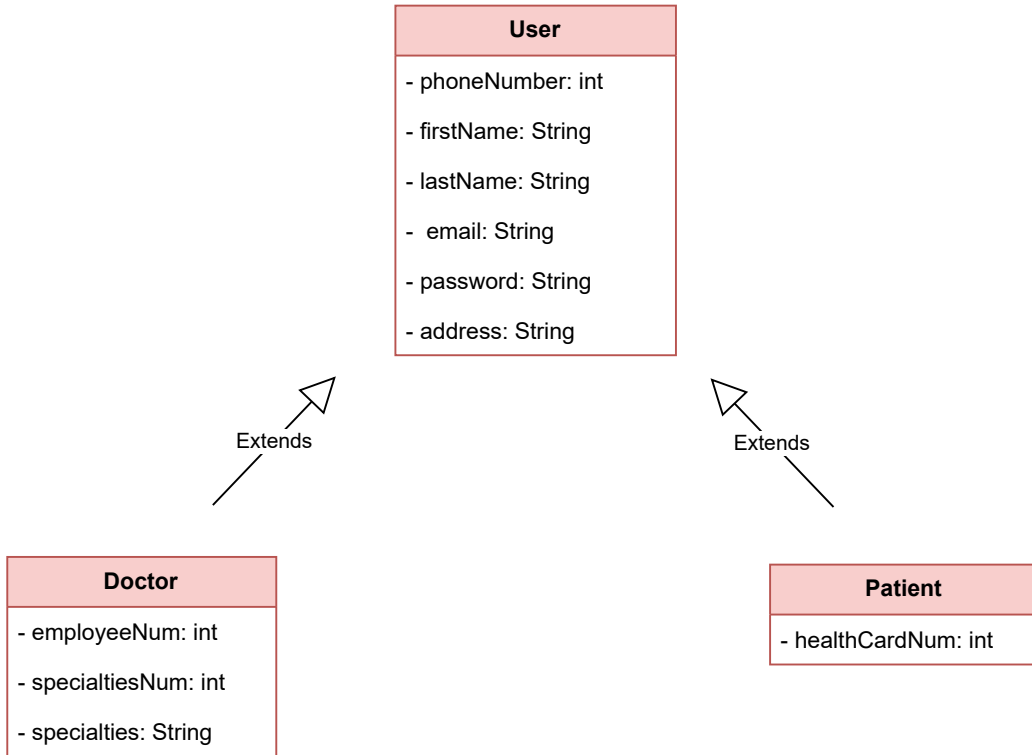 User
- phoneNumber: int
- firstName: String
- lastName: String
- email: String
- password: String
- address: String
Extends
Extends
Doctor
- employeeNum: int
- specialtiesNum: int
- specialties: String
Patient
- healthCardNum: int